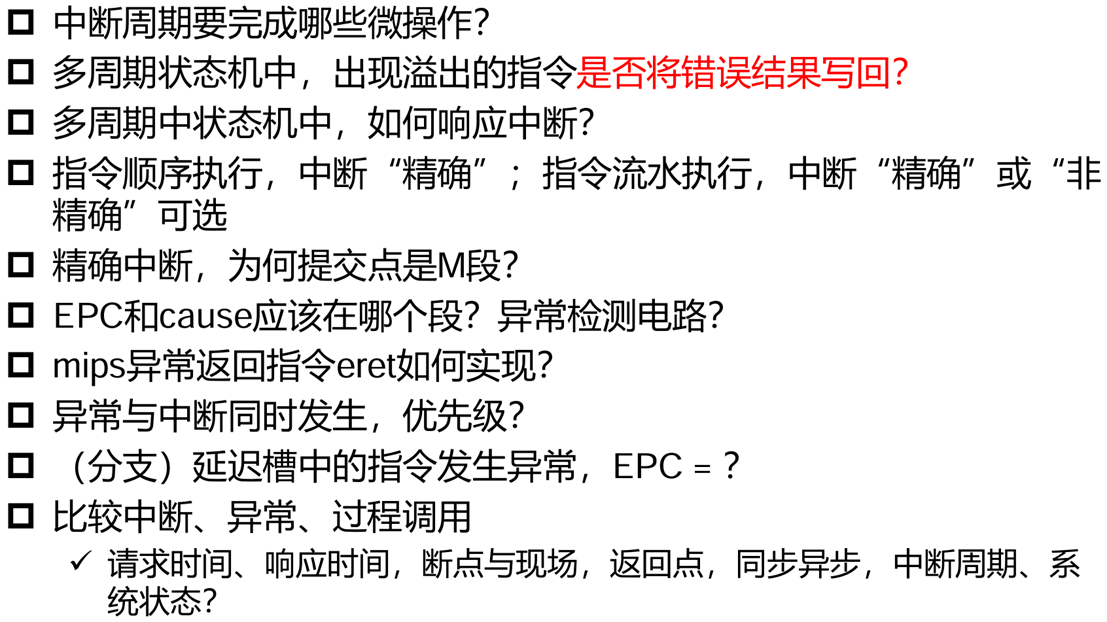 中断周期要完成哪些微操作？
多周期状态机中，出现溢出的指令是否将错误结果写回？
多周期中状态机中，如何响应中断？
指令顺序执行，中断“精确”；指令流水执行，中断“精确”或“非
精确”可选
精确中断，为何提交点是M段？
EPC和cause应该在哪个段？异常检测电路？
mips异常返回指令eret如何实现？
异常与中断同时发生，优先级？
（分支）延迟槽中的指令发生异常，EPC = ？
比较中断、异常、过程调用
✓ 请求时间、响应时间，断点与现场，返回点，同步异步，中断周期、系
统状态？